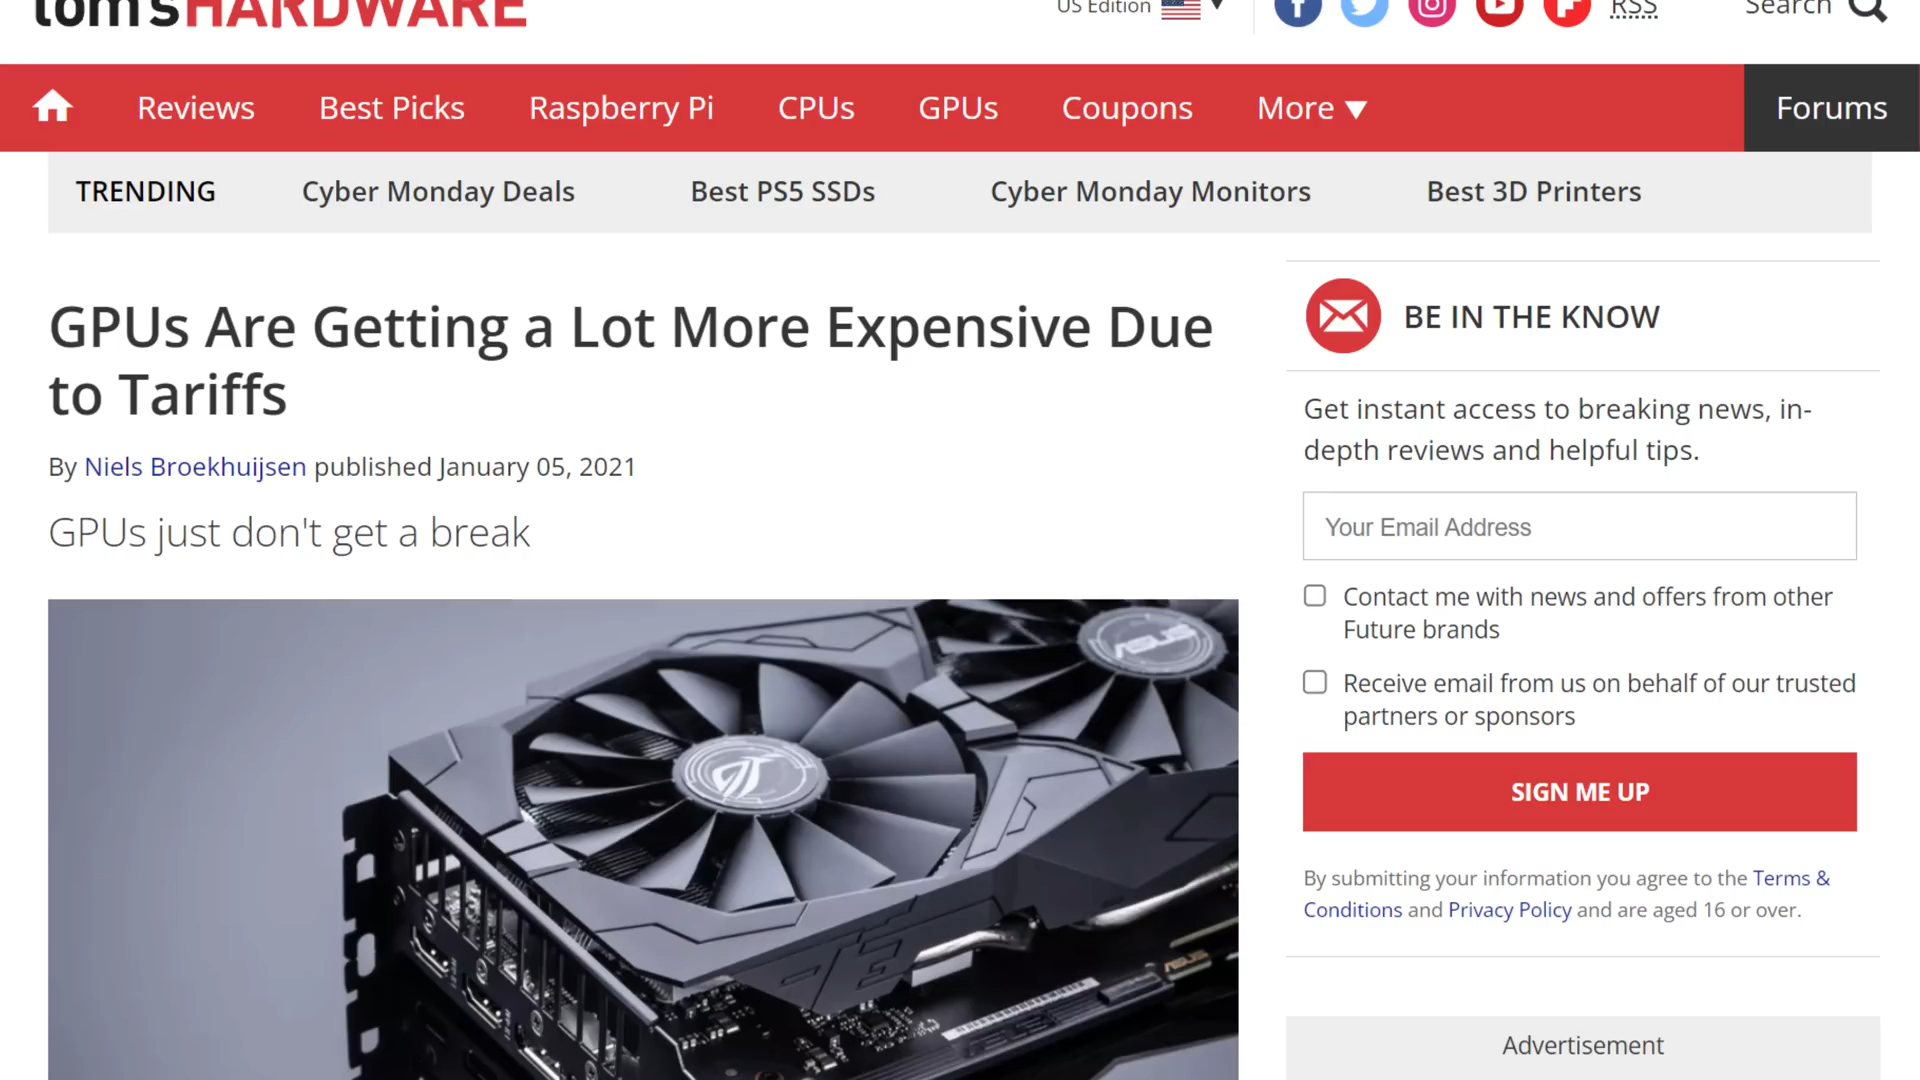 tom'sHARDWARE
US Edition
RSS
Search
Reviews
Best Picks
Raspberry Pi
CPUs
GPUs
Coupons
More
Forums
TRENDING
Cyber Monday Deals
Best PS5 SSDs
Cyber Monday Monitors
Best 3D Printers
GPUs Are Getting a Lot More Expensive Due
to Tariffs
By Niels Broekhuijsen published January 05, 2021
GPUs just don't get a break
ASUS
ASUS
BE IN THE KNOW
Get instant access to breaking news, in-
depth reviews and helpful tips.
Your Email Address
Contact me with news and offers from other
Future brands
Receive email from us on behalf of our trusted
partners or sponsors
SIGN ME UP
By submitting your information you agree to the Terms &
Conditions and Privacy Policy and are aged 16 or over.
Advertisement